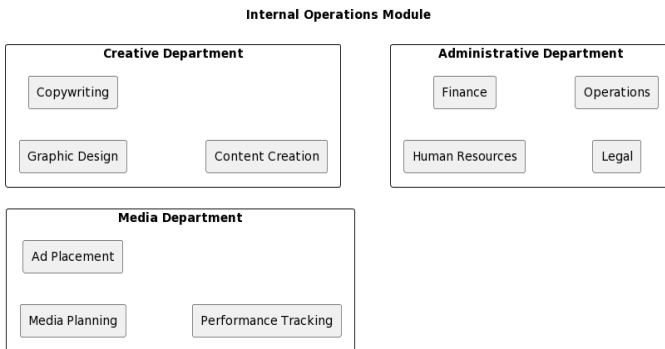 Internal Operations Module
Creative Department
Copywriting
Graphic Design
Content Creation
Administrative Department
Finance
Operations
Human Resources
Legal
Media Department
Ad Placement
Media Planning
Performance Tracking